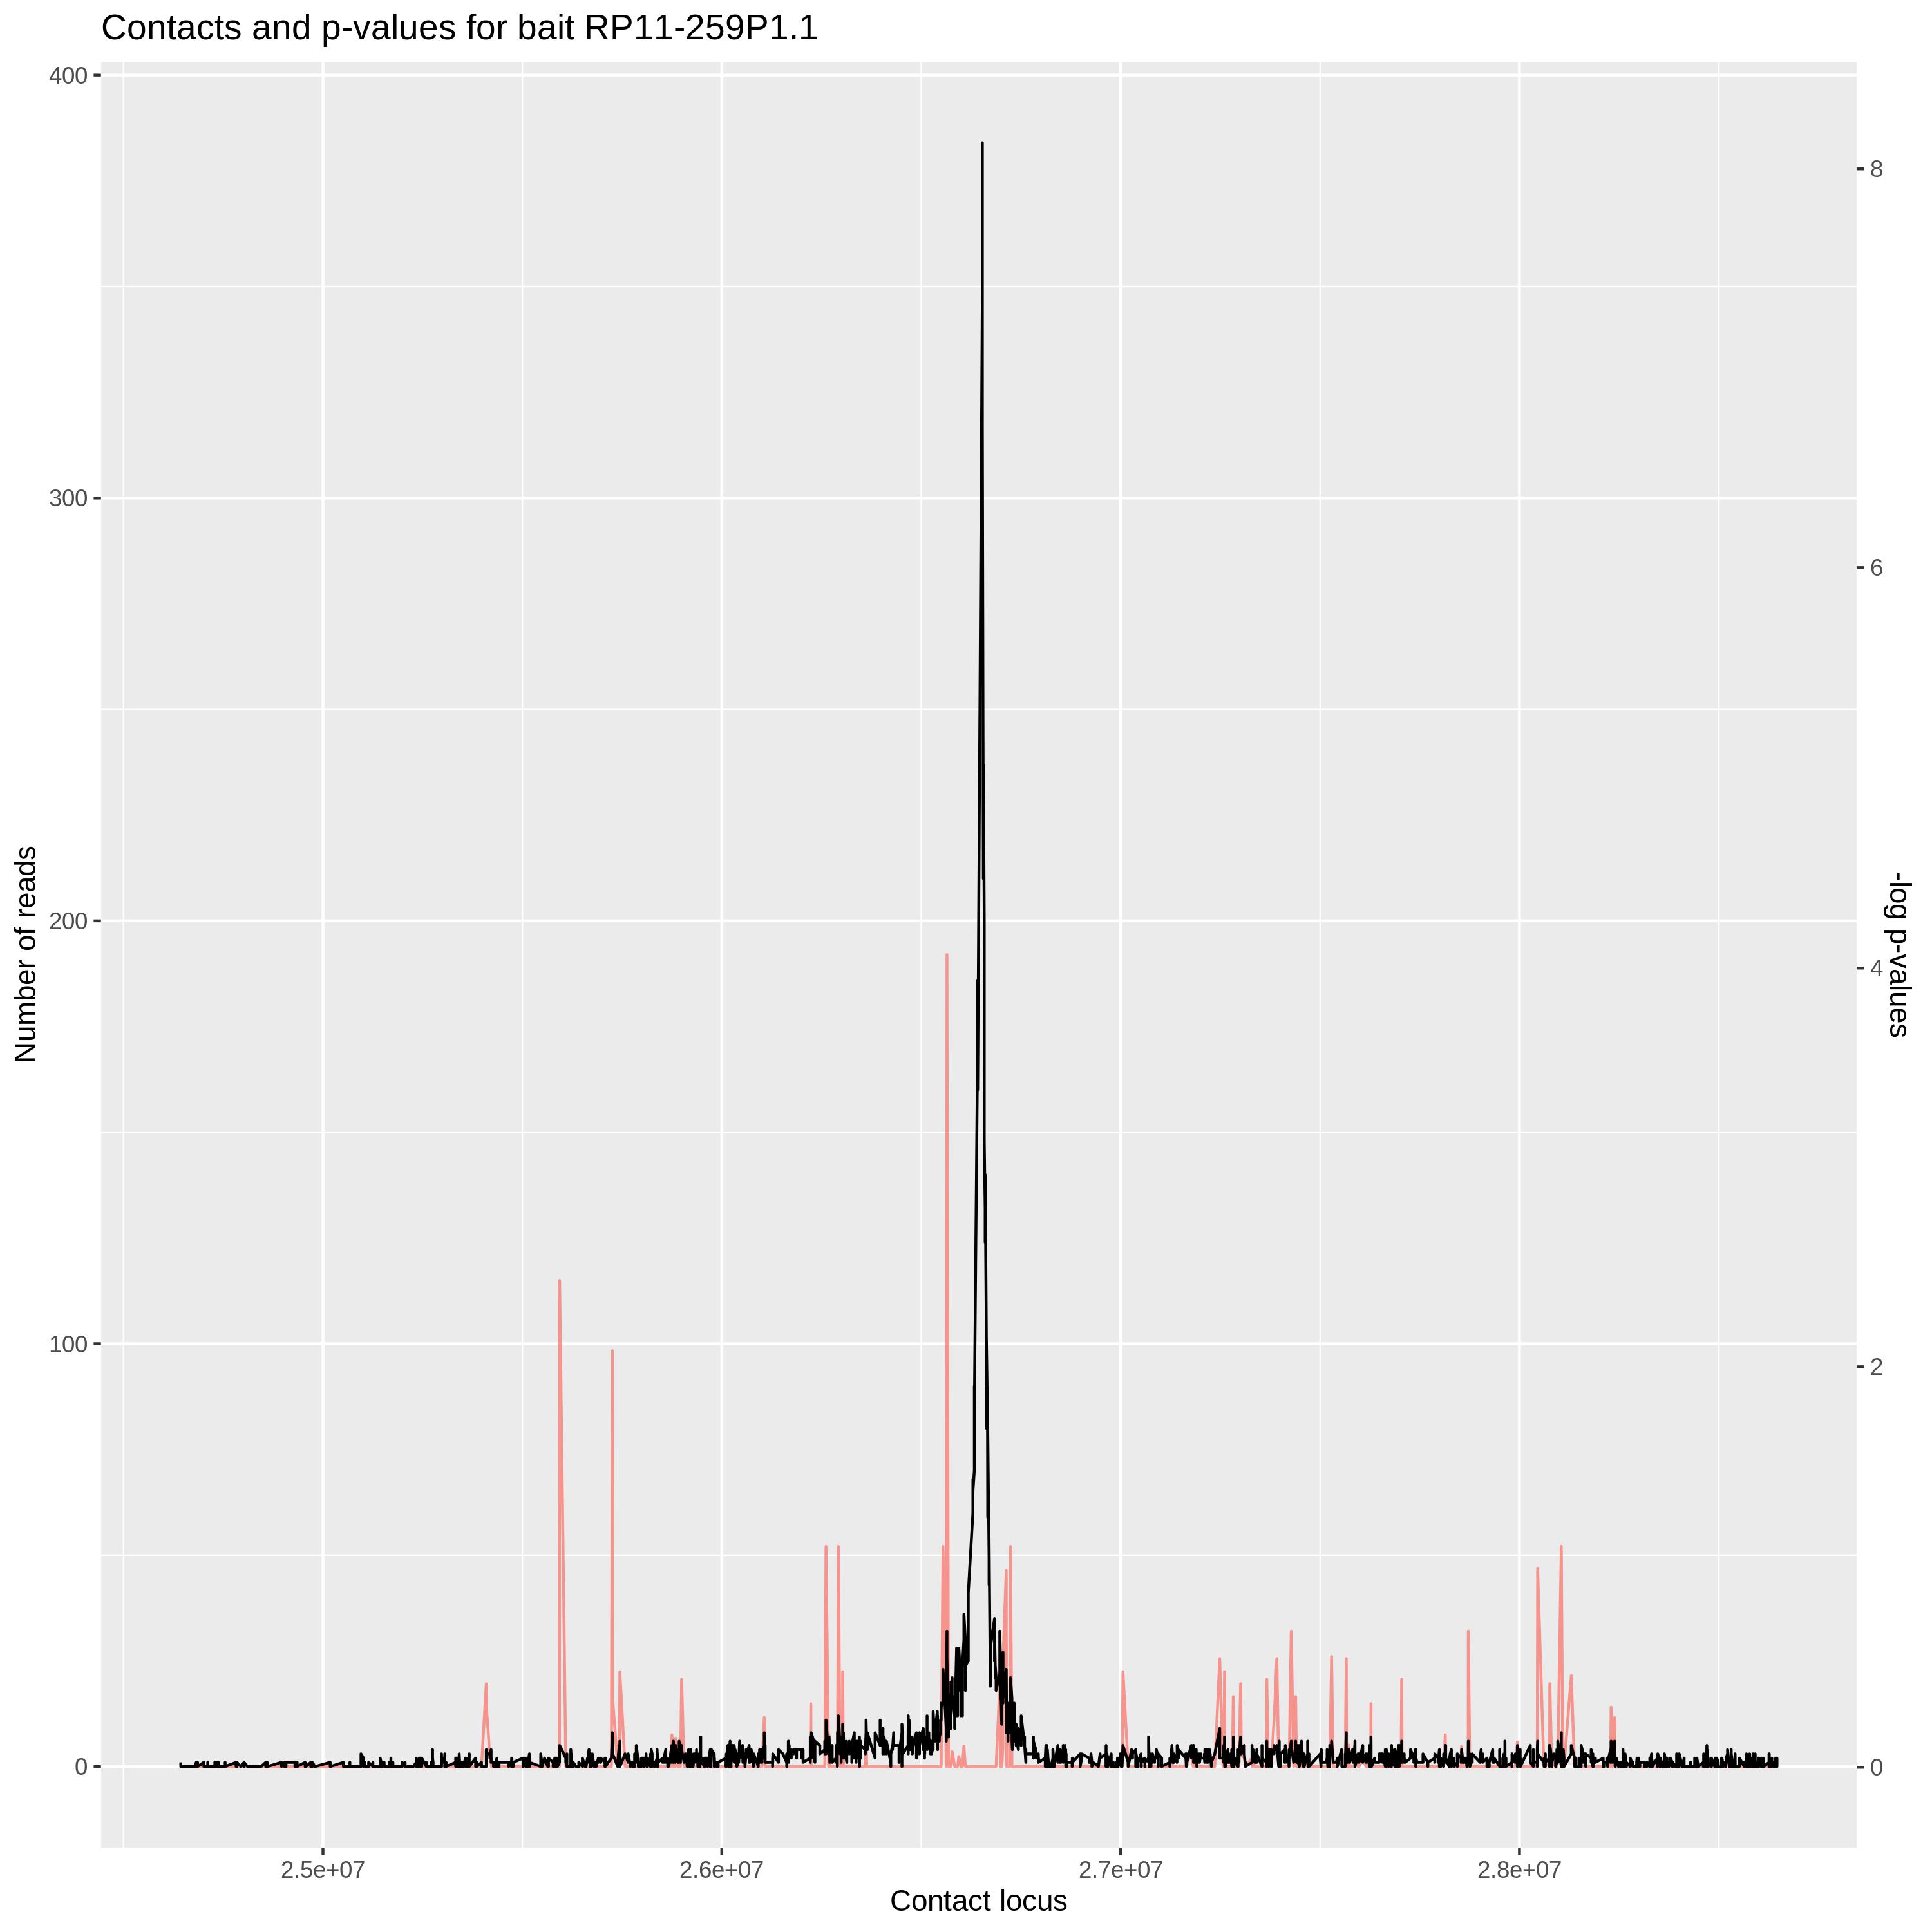 Contacts and p-values for bait RP11-259P1.1
400
300
200
100
0
Number of reads
8
6
4
2
0
-log p-values
2.5e+07
2.6e+07
2.7e+07
2.8e+07
Contact locus